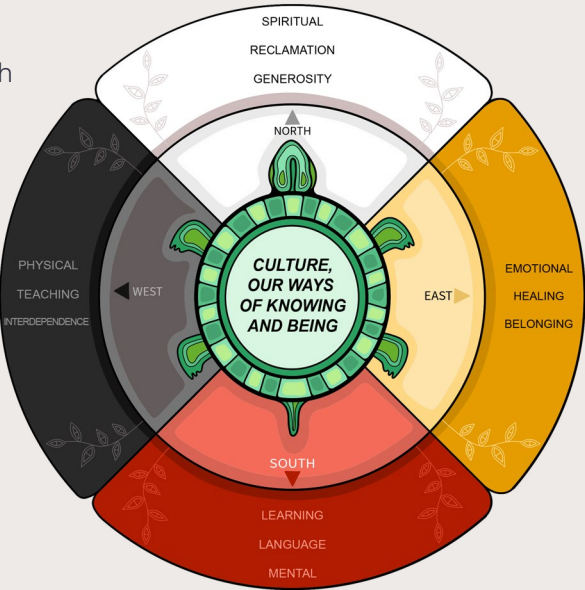 SPIRITUAL
RECLAMATION
GENEROSITY
h
NORTH
PHYSICAL
TEACHING
INTERDEPENDENCE
WEST
CULTURE,
OUR WAYS
OF KNOWING
AND BEING
EAST
EMOTIONAL
HEALING
BELONGING
SOUTH
LEARNING
LANGUAGE
MENTAL